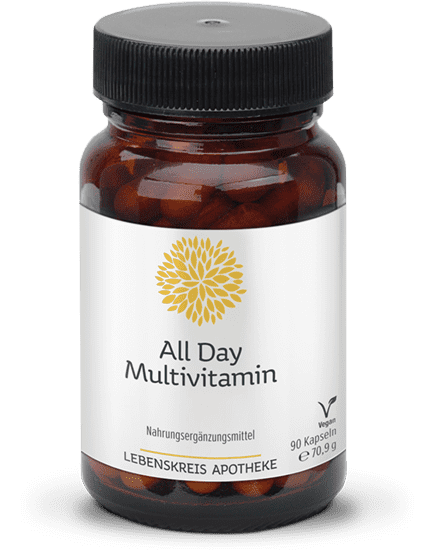 All Day
Multivitamin
Vegan
Nahrungsergänzungsmittel
90 Kapseln
℮ 70,9 g
LEBENSKREIS APOTHEKE